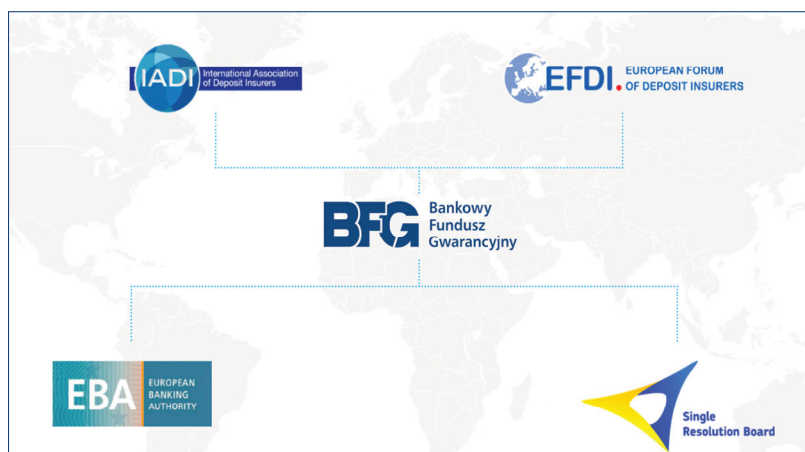 IADI
International Association
of Deposit Insurers
EFDI.
EUROPEAN FORUM
OF DEPOSIT INSURERS
BFG
Bankowy
Fundusz
Gwarancyjny
EBA
EUROPEAN
BANKING
AUTHORITY
Single
Resolution Board